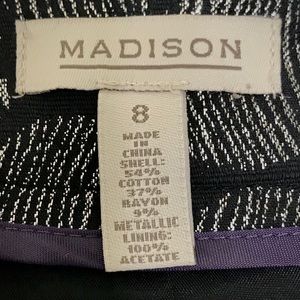 MADISON
8
MADE
IN
CHINA
SHELL:
54%
COTTON
37%
RAYON
9%
METALLIC
LINING:
100%
ACETATE